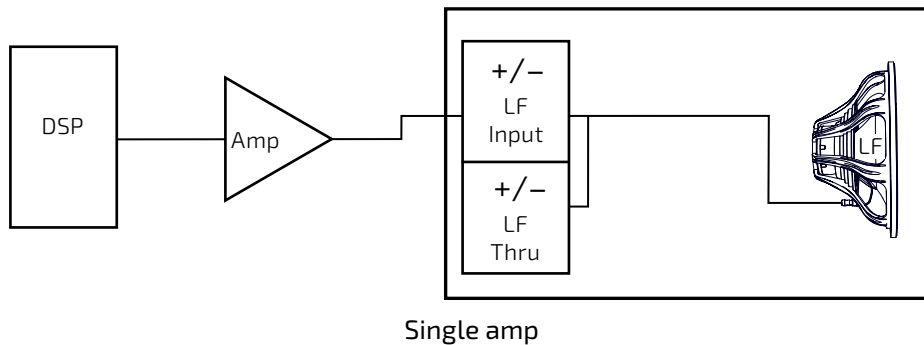 DSP
Amp
+/−
LF
Input
+/−
LF
Thru
LF
Single amp